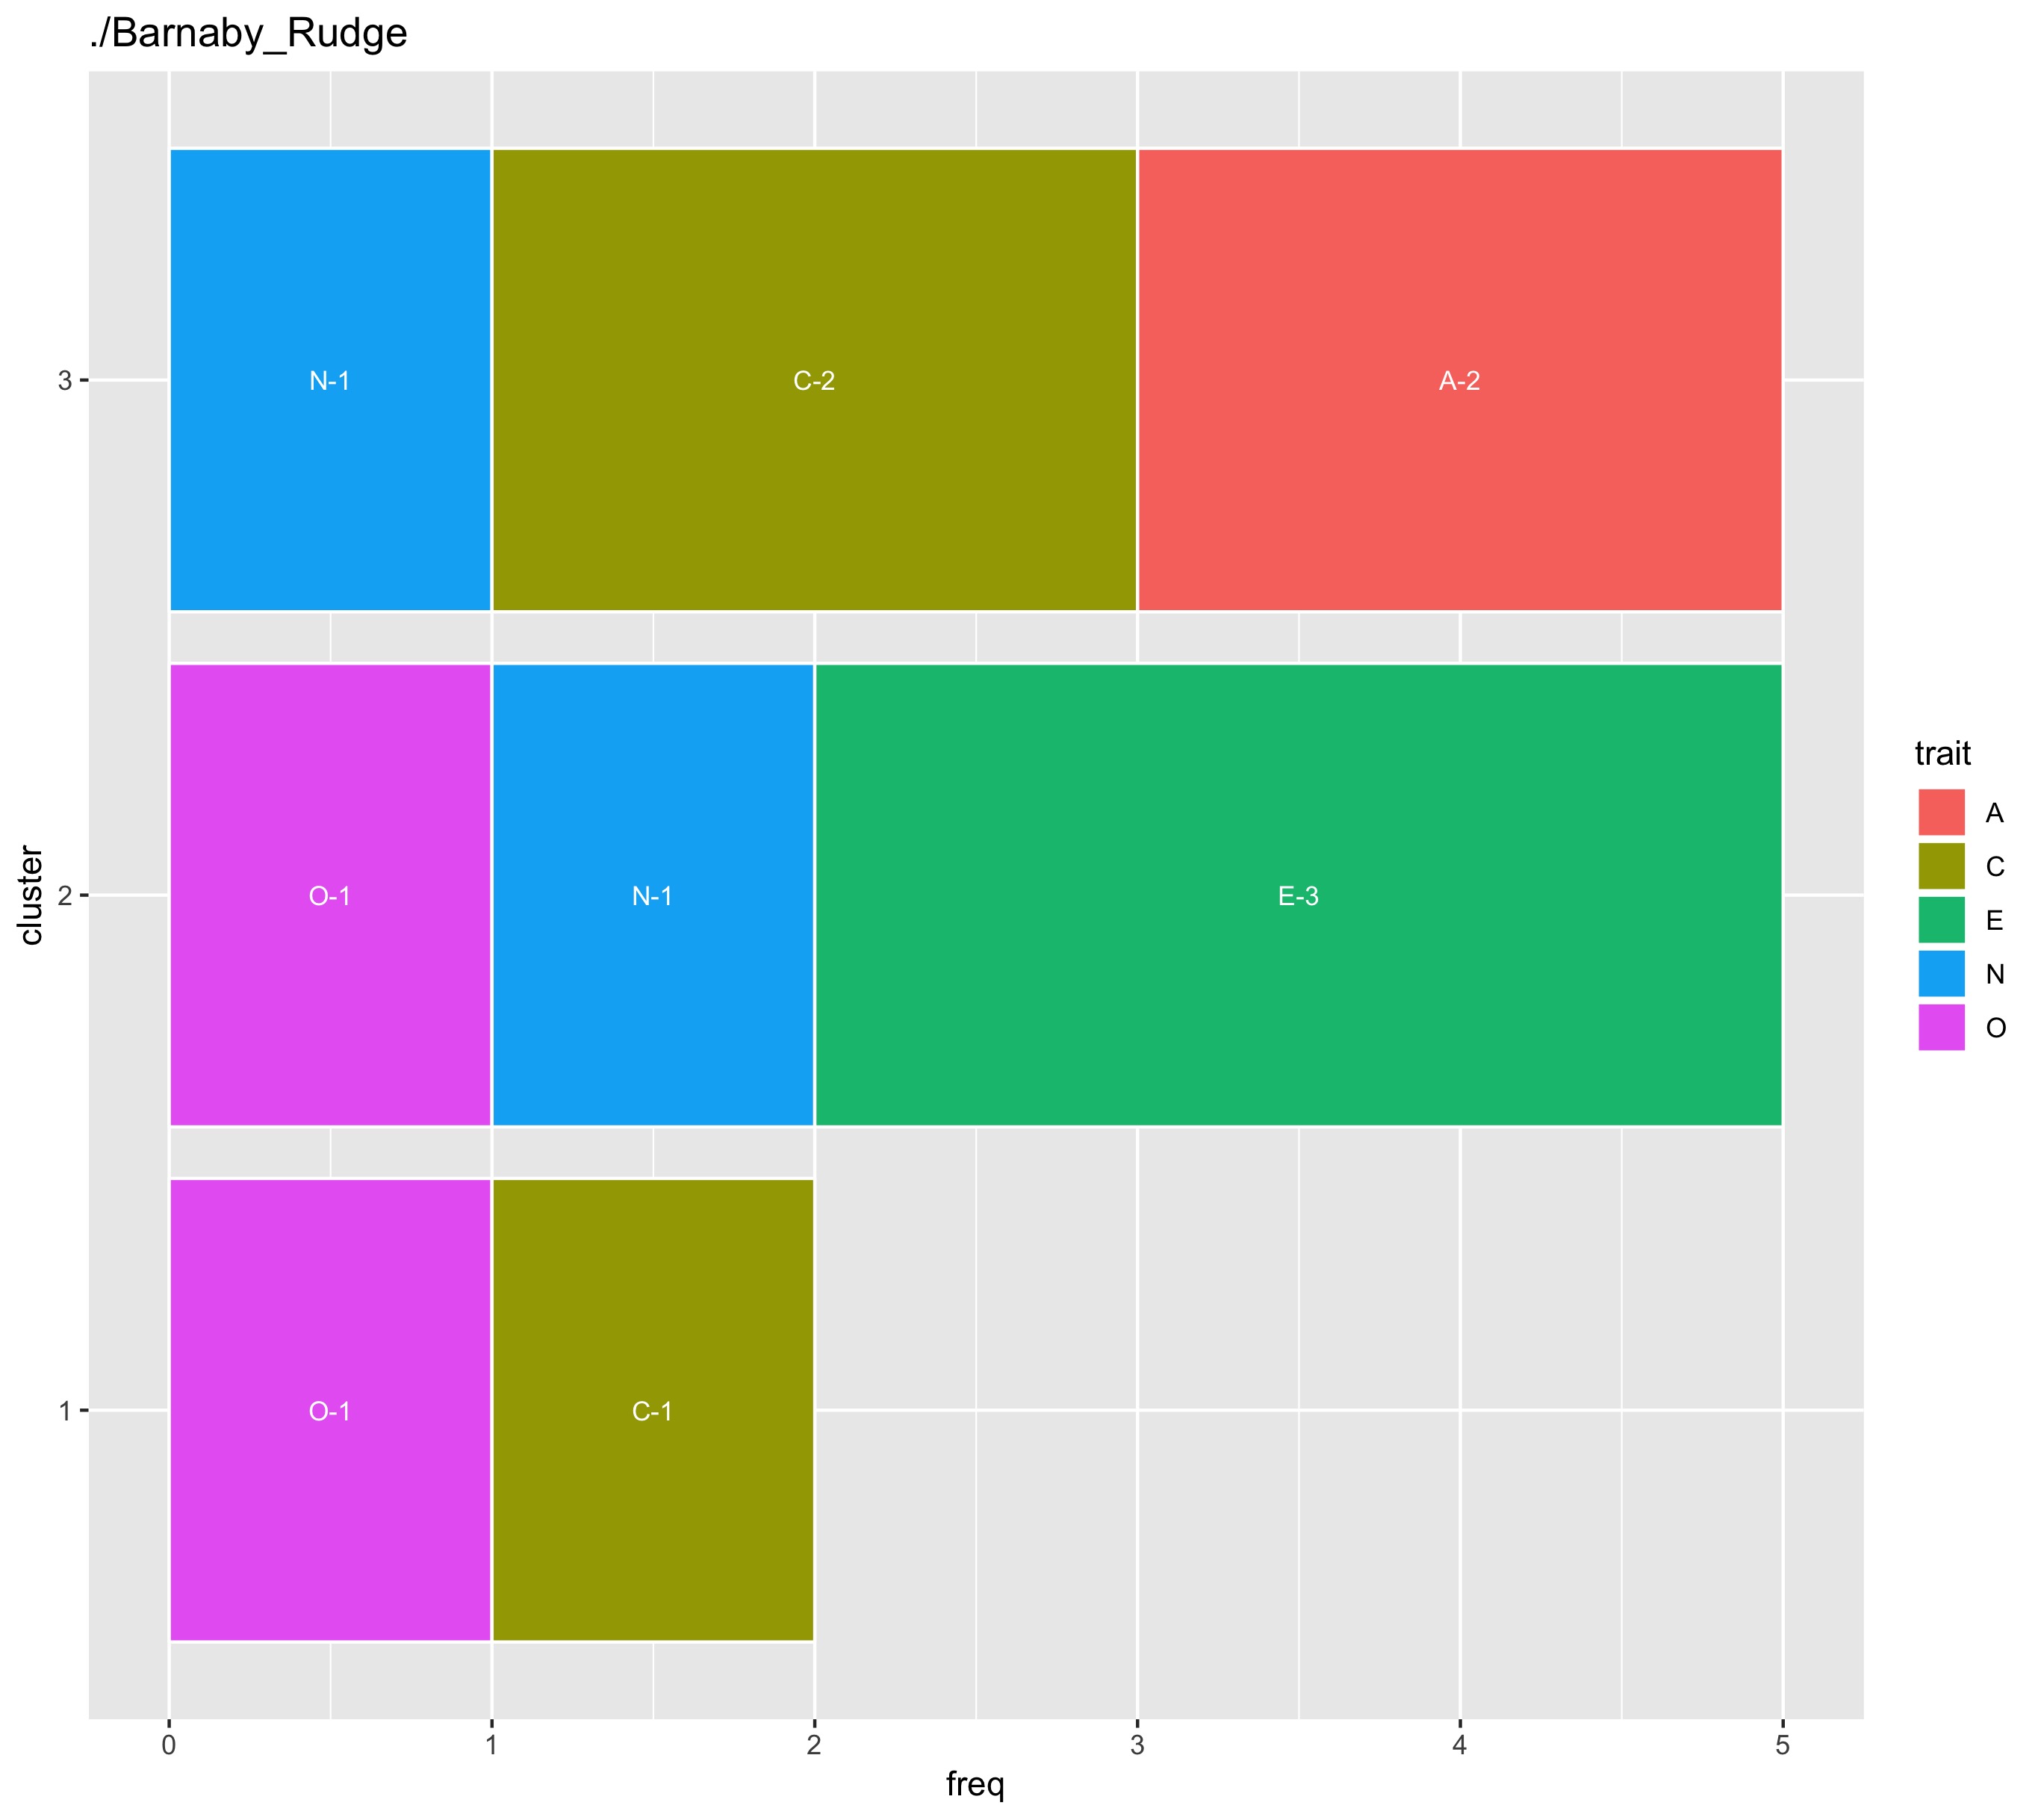 ./Barnaby_Rudge
3
N-1
C-2
A-2
cluster
2
O-1
N-1
E-3
1
O-1
C-1
0 1 2 3 4 5
freq
trait
A
C
E
N
O